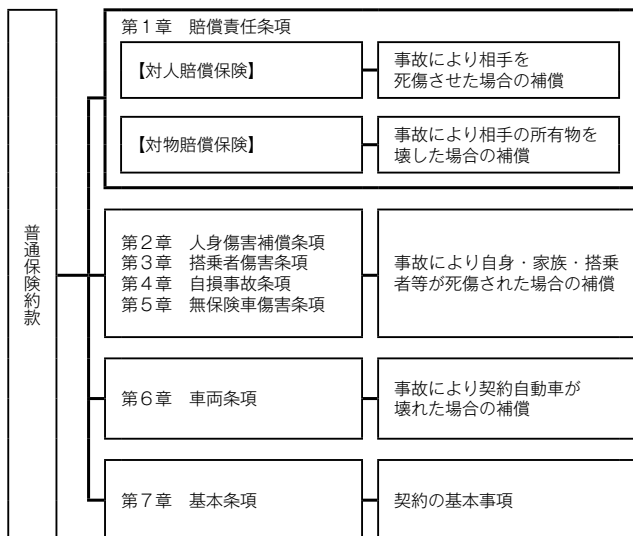 普通保険約款
第１章　賠償責任条項
【対人賠償保険】
事故により相手を
死傷させた場合の補償
【対物賠償保険】
事故により相手の所有物を
壊した場合の補償
第２章　人身傷害補償条項
第３章　搭乗者傷害条項
第４章　自損事故条項
第５章　無保険車傷害条項
事故により自身・家族・搭乗
者等が死傷された場合の補償
第６章　車両条項
事故により契約自動車が
壊れた場合の補償
第７章　基本条項
契約の基本事項